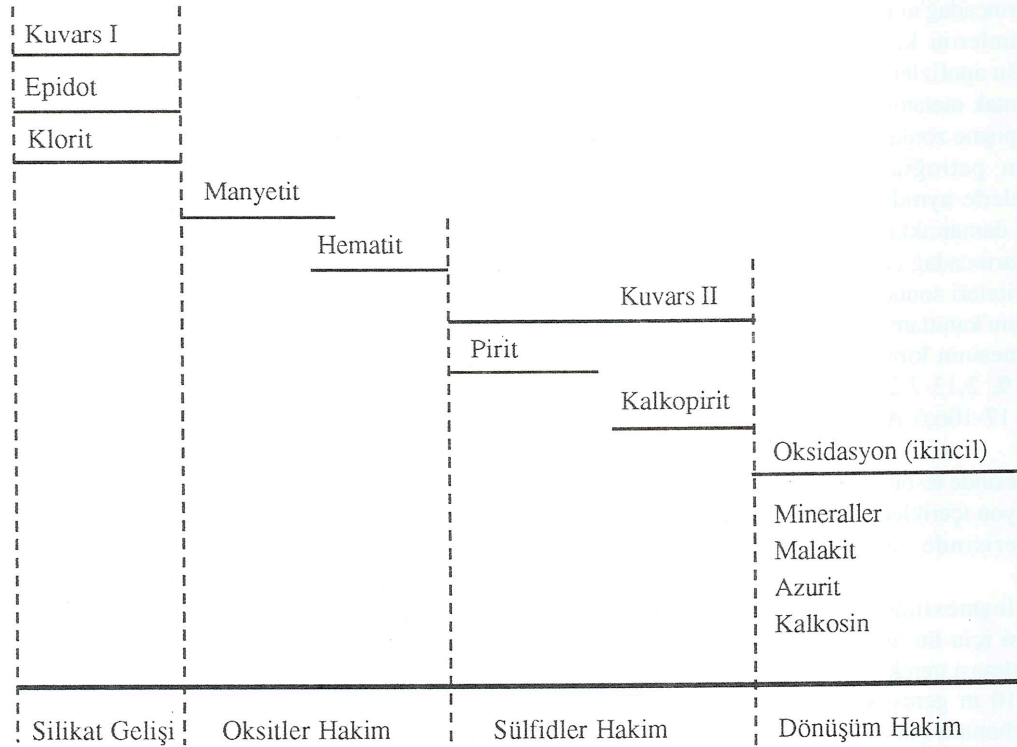 Kuvars I
Epidot
Klorit
Manyetit
Hematit
Kuvars II
Pirit
Kalkopirit
Oksidasyon (ikincil)
Mineraller
Malakit
Azurit
Kalkosin
Silikat Gelişi Oksitler Hakim Sülfidler Hakim Dönüşüm Hakim